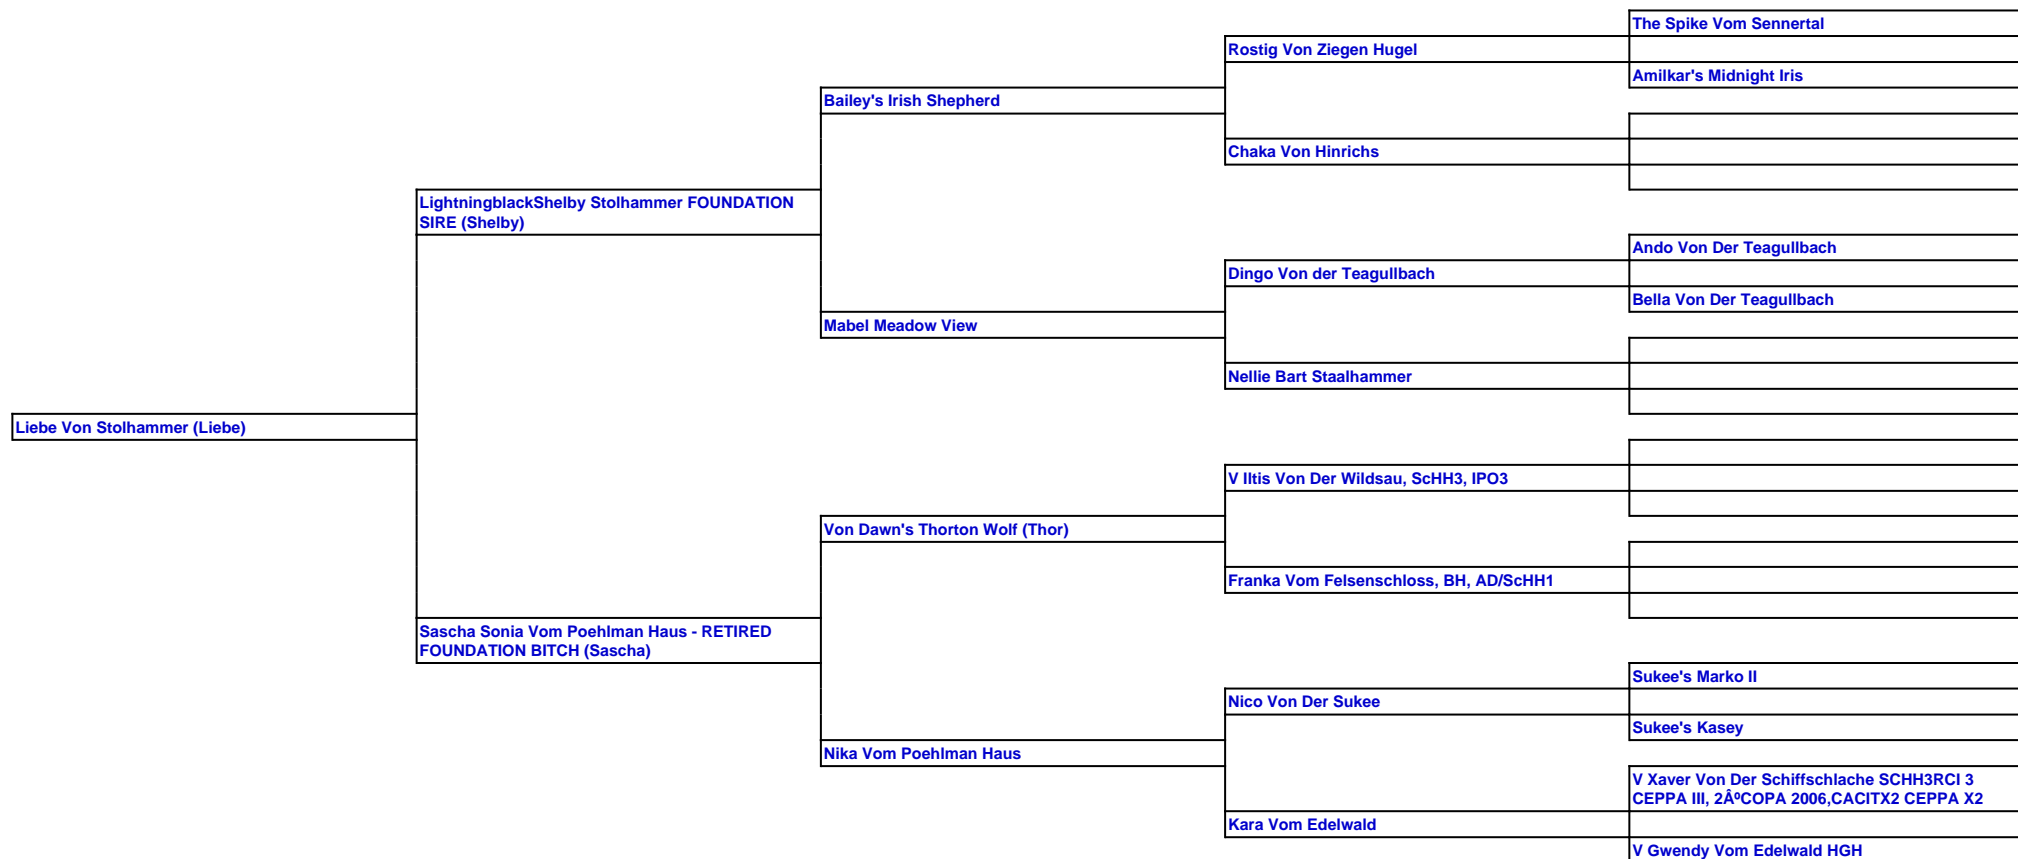 The Spike Vom Sennertal
Rostig Von Ziegen Hugel
Amilkar's Midnight Iris
Bailey's Irish Shepherd
Chaka Von Hinrichs
LightningblackShelby Stolhammer FOUNDATION
SIRE (Shelby)
Ando Von Der Teagullbach
Dingo Von der Teagullbach
Bella Von Der Teagullbach
Mabel Meadow View
Nellie Bart Staalhammer
Liebe Von Stolhammer (Liebe)
V Iltis Von Der Wildsau, ScHH3, IPO3
Von Dawn's Thorton Wolf (Thor)
Franka Vom Felsenschloss, BH, AD/ScHH1
Sascha Sonia Vom Poehlman Haus - RETIRED
FOUNDATION BITCH (Sascha)
Sukee's Marko II
Nico Von Der Sukee
Sukee's Kasey
Nika Vom Poehlman Haus
V Xaver Von Der Schiffschlache SCHH3RCI 3
CEPPA III, 2ÂºCOPA 2006,CACITX2 CEPPA X2
Kara Vom Edelwald
V Gwendy Vom Edelwald HGH